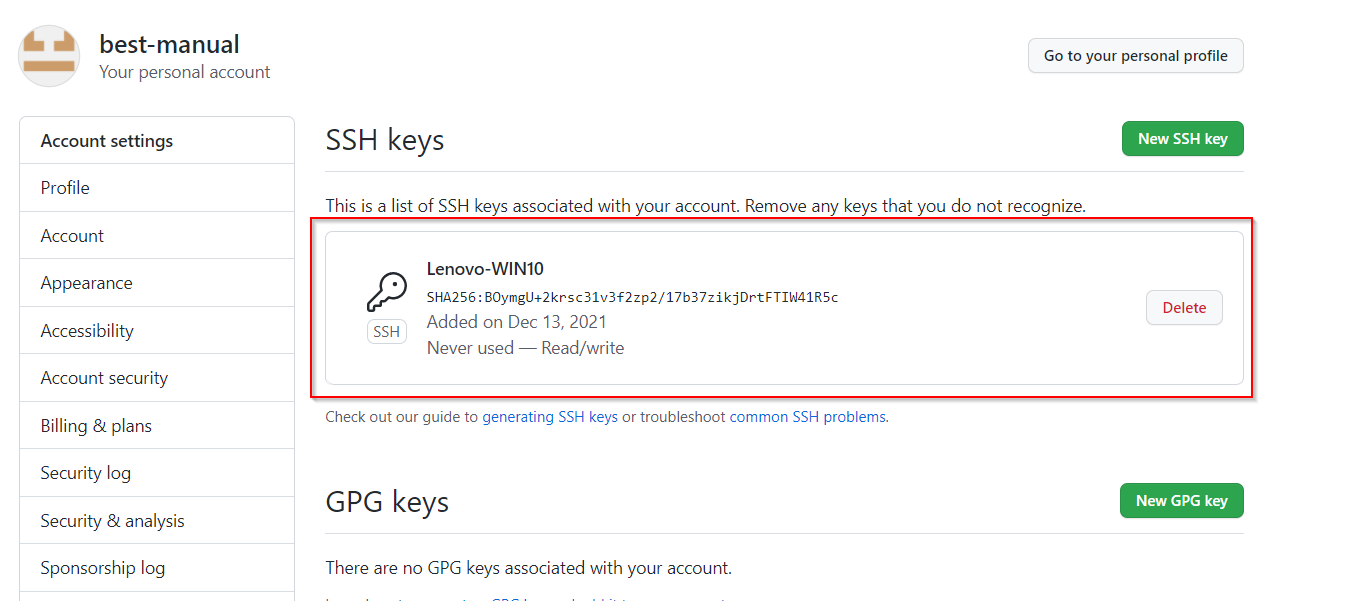 best-manual
Your personal account
Go to your personal profile
Account settings
Profile
Account
Appearance
Accessibility
Account security
Billing & plans
Security log
Security & analysis
Sponsorship log
SSH keys
New SSH key
This is a list of SSH keys associated with your account. Remove any keys that you do not recognize.
Lenovo-WIN10
SHA256:BOymgU+2krsc31v3f2zp2/17b37zikjDrtFTIW41R5c
Added on Dec 13, 2021
Never used — Read/write
SSH
Delete
Check out our guide to generating SSH keys or troubleshoot common SSH problems.
GPG keys
New GPG key
There are no GPG keys associated with your account.